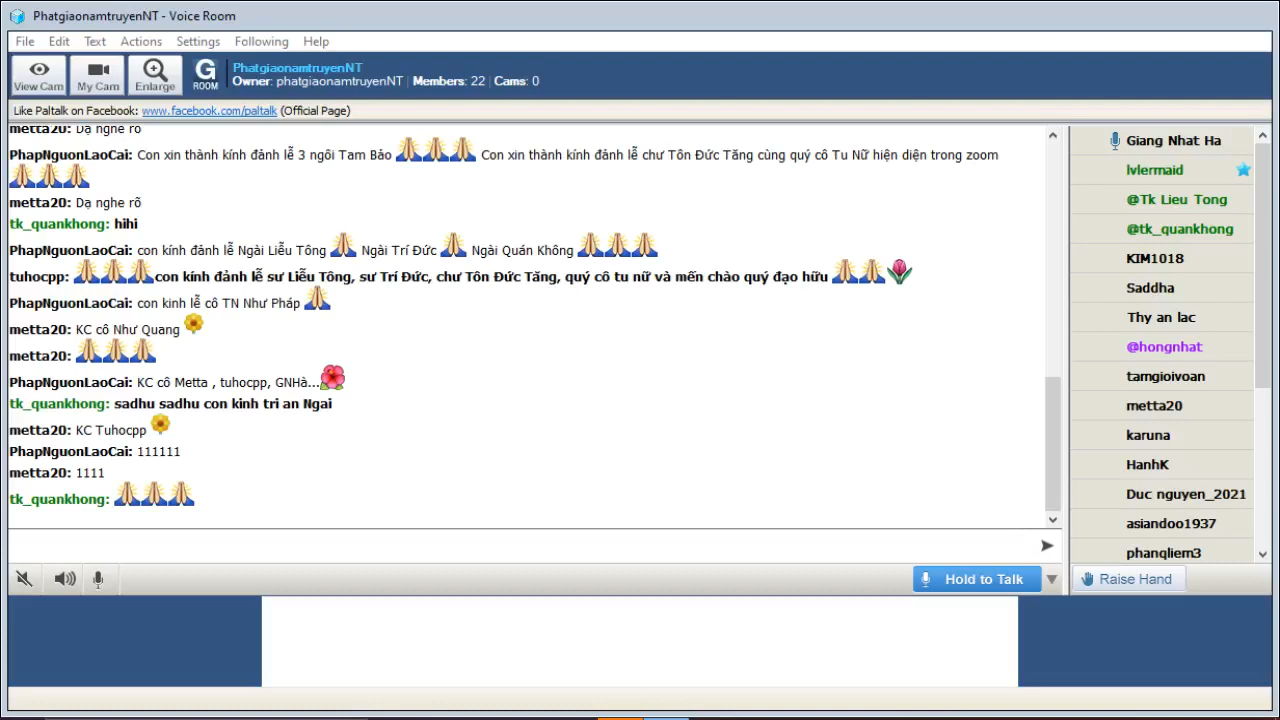 PhatgiaonamtruyenNT - Voice Room
File Edit Text Actions Settings Following Help
View Cam
My Cam
Enlarge
G ROOM
PhatgiaonamtruyenNT
Owner: phatgiaonamtruyenNT | Members: 22 | Cams: 0
Like Paltalk on Facebook: www.facebook.com/paltalk (Official Page)
metta20: Dạ nghe rõ
PhapNguonLaoCai: Con xin thành kính đảnh lễ 3 ngôi Tam Bảo 🙏🙏🙏 Con xin thành kính đảnh lễ chư Tôn Đức Tăng cùng quý cô Tu Nữ hiện diện trong zoom
🙏🙏🙏
metta20: Dạ nghe rõ
tk_quankhong: hihi
PhapNguonLaoCai: con kính đảnh lễ Ngài Liễu Tông 🙏 Ngài Trí Đức 🙏 Ngài Quán Không 🙏🙏🙏
tuhocpp: 🙏🙏🙏con kính đảnh lễ sư Liễu Tông, sư Trí Đức, chư Tôn Đức Tăng, quý cô tu nữ và mến chào quý đạo hữu 🙏🙏🌷
PhapNguonLaoCai: con kinh lễ cô TN Như Pháp 🙏
metta20: KC cô Như Quang 🌼
metta20: 🙏🙏🙏
PhapNguonLaoCai: KC cô Metta , tuhocpp, GNHà...🌺
tk_quankhong: sadhu sadhu con kinh tri an Ngai
metta20: KC Tuhocpp 🌼
PhapNguonLaoCai: 111111
metta20: 1111
tk_quankhong: 🙏🙏🙏
Hold to Talk
Giang Nhat Ha
lvlermaid
@Tk Lieu Tong
@tk_quankhong
KIM1018
Saddha
Thy an lac
@hongnhat
tamgioivoan
metta20
karuna
HanhK
Duc nguyen_2021
asiandoo1937
phanqliem3
Raise Hand